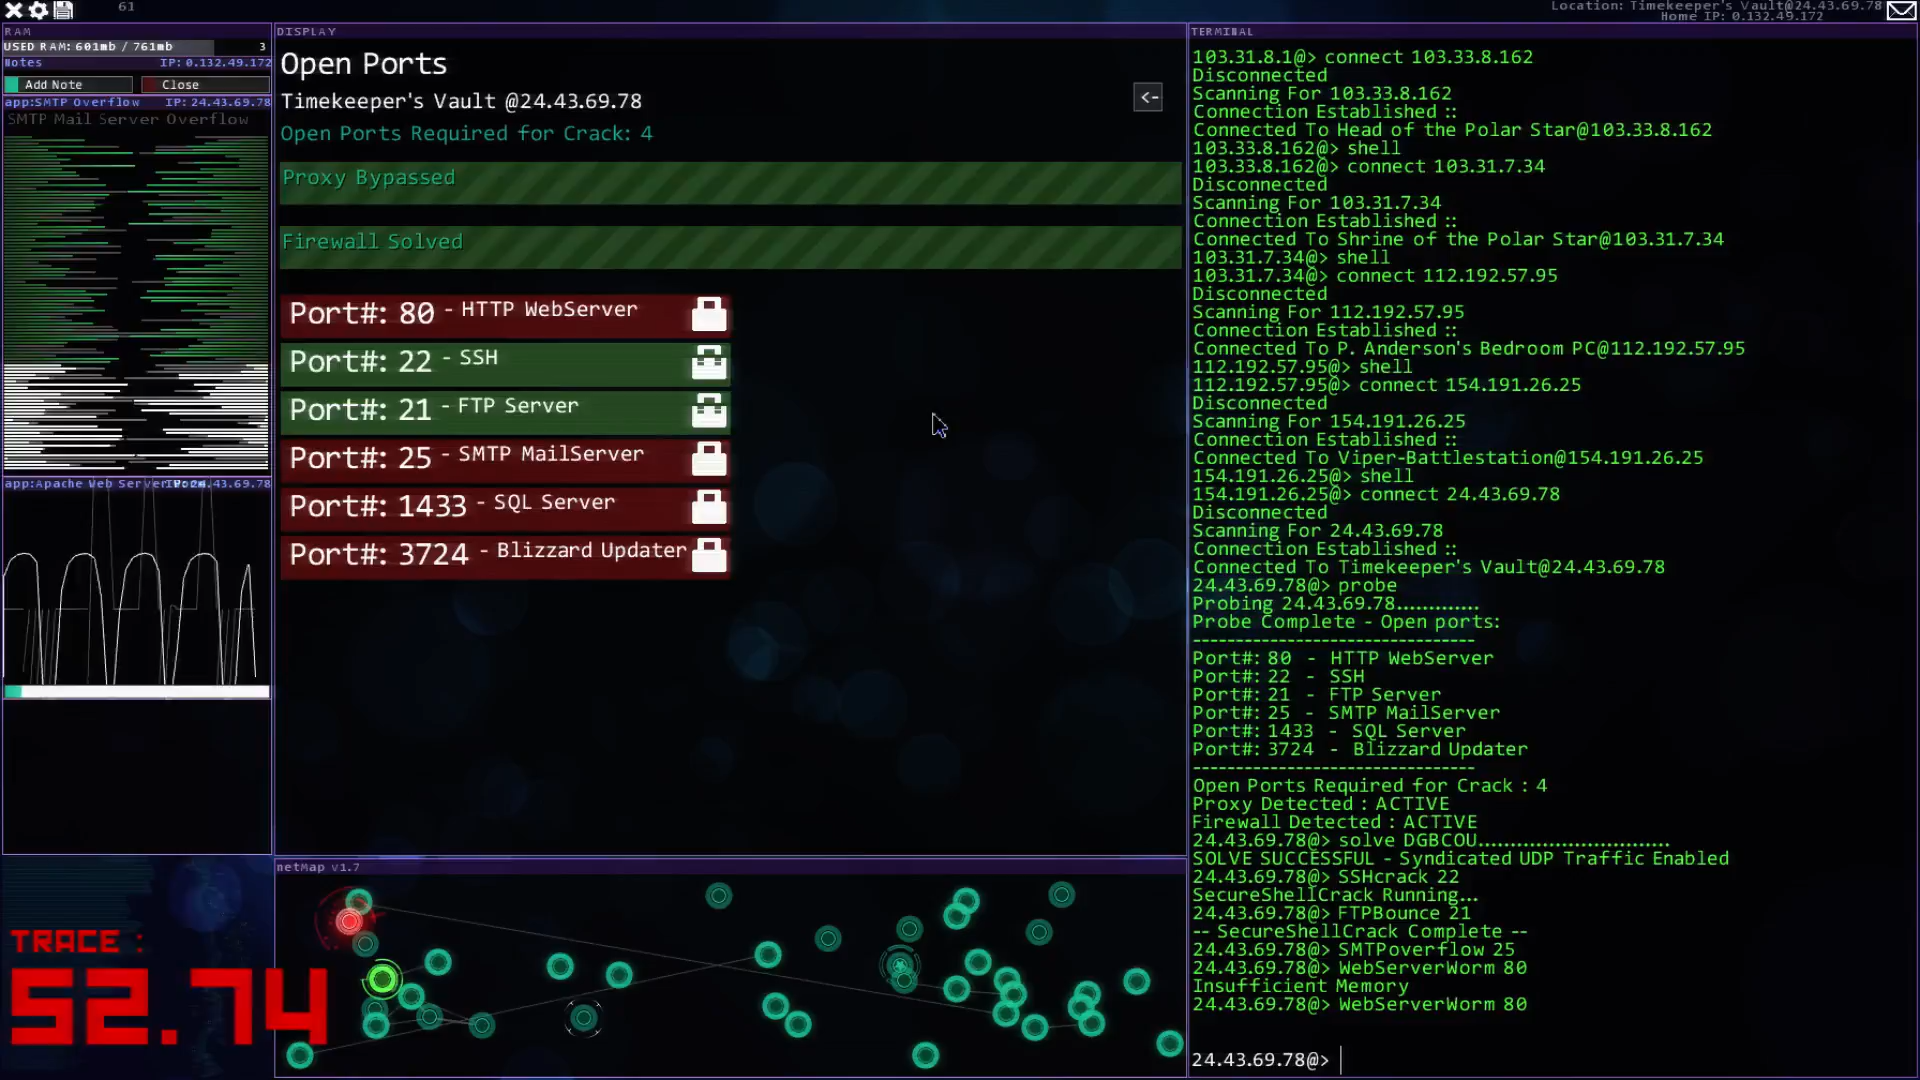 61
Location: Timekeeper's Vault@24.43.69.78
Home IP: 0.132.49.172
RAM
USED RAM: 601mb / 761mb 3
Notes IP: 0.132.49.172
Add Note Close
app:SMTP Overflow IP: 24.43.69.78
SMTP Mail Server Overflow
app:Apache Web Server
DISPLAY
Open Ports
Timekeeper's Vault @24.43.69.78
<-
Open Ports Required for Crack: 4
Proxy Bypassed
Firewall Solved
Port#: 80 - HTTP WebServer
Port#: 22 - SSH
Port#: 21 - FTP Server
Port#: 25 - SMTP MailServer
Port#: 1433 - SQL Server
Port#: 3724 - Blizzard Updater
netMap v1.7
TRACE :
52.74
TERMINAL
103.31.8.1@> connect 103.33.8.162
Disconnected
Scanning For 103.33.8.162
Connection Established ::
Connected To Head of the Polar Star@103.33.8.162
103.33.8.162@> shell
103.33.8.162@> connect 103.31.7.34
Disconnected
Scanning For 103.31.7.34
Connection Established ::
Connected To Shrine of the Polar Star@103.31.7.34
103.31.7.34@> shell
103.31.7.34@> connect 112.192.57.95
Disconnected
Scanning For 112.192.57.95
Connection Established ::
Connected To P. Anderson's Bedroom PC@112.192.57.95
112.192.57.95@> shell
112.192.57.95@> connect 154.191.26.25
Disconnected
Scanning For 154.191.26.25
Connection Established ::
Connected To Viper-Battlestation@154.191.26.25
154.191.26.25@> shell
154.191.26.25@> connect 24.43.69.78
Disconnected
Scanning For 24.43.69.78
Connection Established ::
Connected To Timekeeper's Vault@24.43.69.78
24.43.69.78@> probe
Probing 24.43.69.78.............
Probe Complete - Open ports:
---------------------------------
Port#: 80 - HTTP WebServer
Port#: 22 - SSH
Port#: 21 - FTP Server
Port#: 25 - SMTP MailServer
Port#: 1433 - SQL Server
Port#: 3724 - Blizzard Updater
---------------------------------
Open Ports Required for Crack : 4
Proxy Detected : ACTIVE
Firewall Detected : ACTIVE
24.43.69.78@> solve DGBCOU..............................
SOLVE SUCCESSFUL - Syndicated UDP Traffic Enabled
24.43.69.78@> SSHcrack 22
SecureShellCrack Running...
24.43.69.78@> FTPBounce 21
-- SecureShellCrack Complete --
24.43.69.78@> SMTPoverflow 25
24.43.69.78@> WebServerWorm 80
Insufficient Memory
24.43.69.78@> WebServerWorm 80
24.43.69.78@>